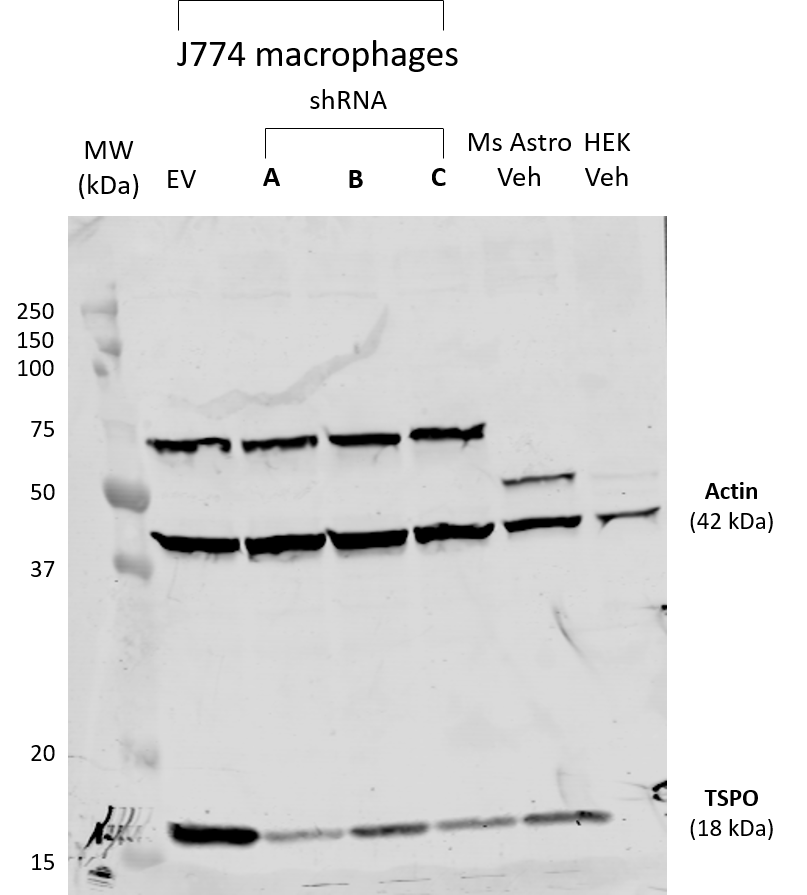 J774 macrophages
shRNA
MW
(kDa)
EV
A
B
C
Ms Astro
Veh
HEK
Veh
250
150
100
75
50
37
20
15
Actin
(42 kDa)
TSPO
(18 kDa)